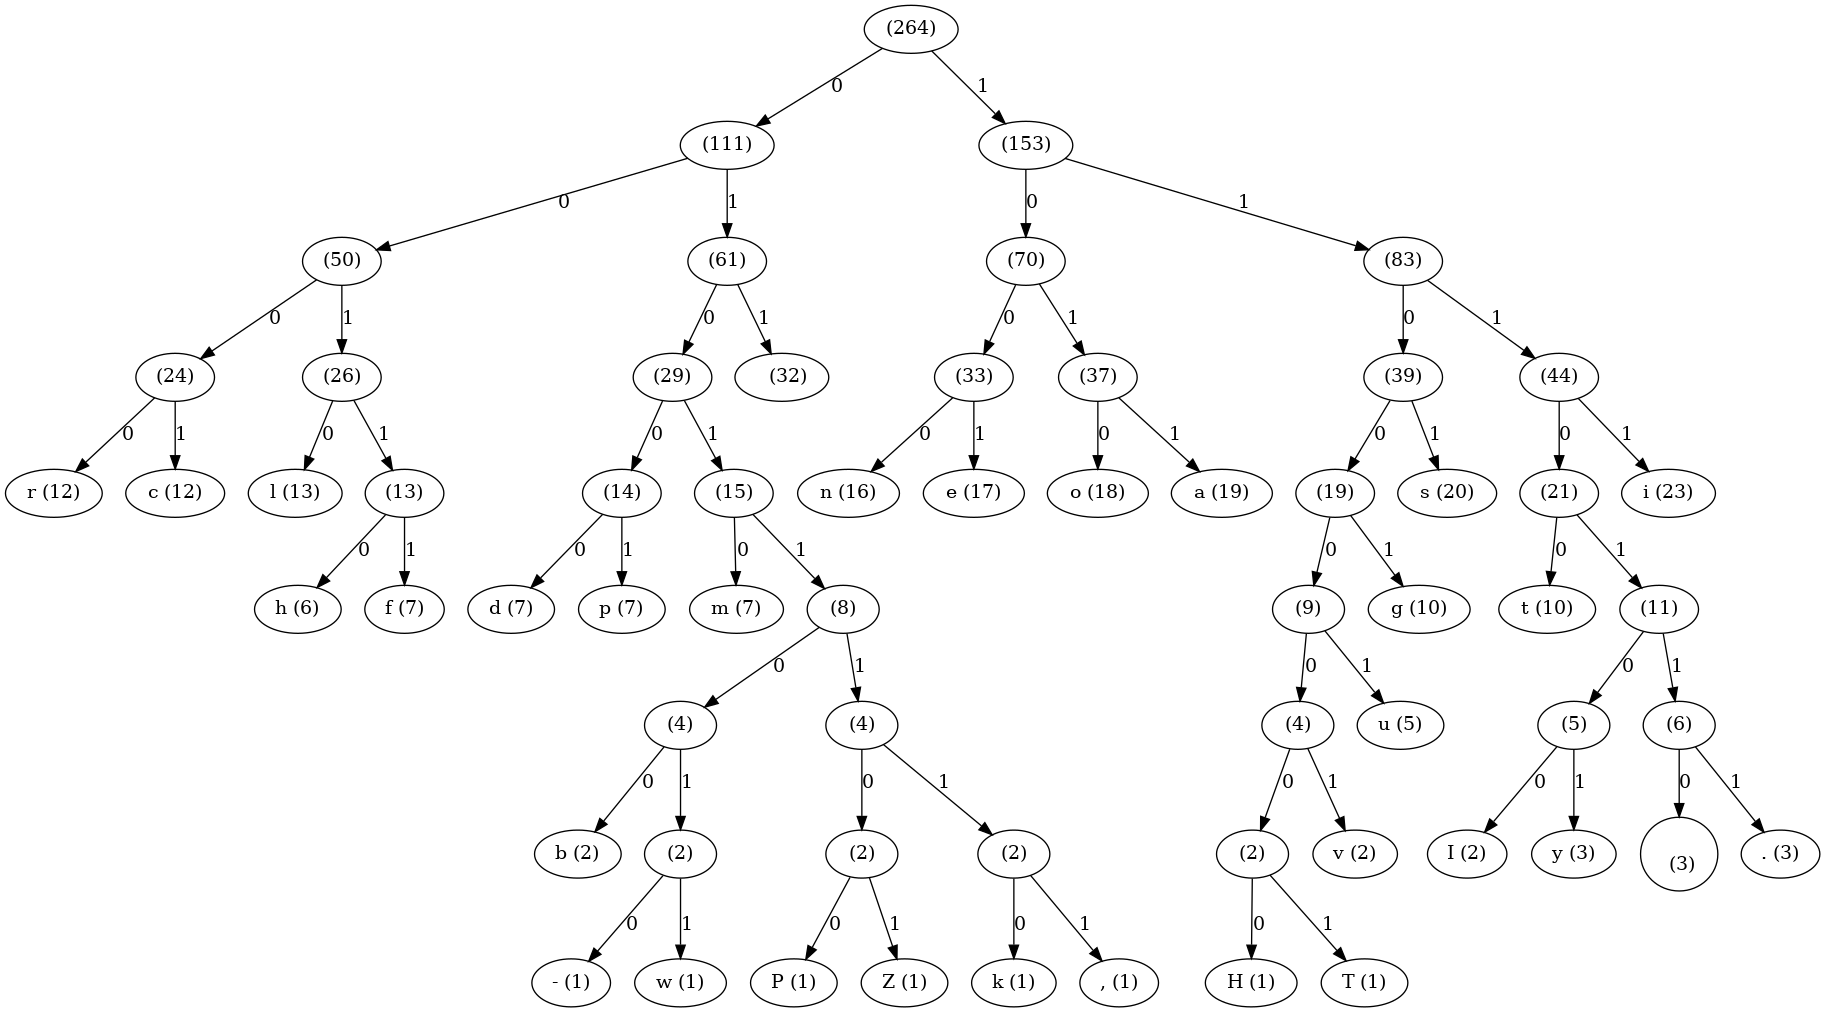 (264)
0 1
(111) (153)
0 1 0 1
(50) (61) (70) (83)
0 1 0 1 0 1 0 1
(24) (26) (29) (32) (33) (37) (39) (44)
0 1 0 1 0 1 0 1 0 1 0 1 0 1
r (12) c (12) l (13) (13) (14) (15) n (16) e (17) o (18) a (19) (19) s (20) (21) i (23)
0 1 0 1 0 1 0 1 0 1
h (6) f (7) d (7) p (7) m (7) (8) (9) g (10) t (10) (11)
0 1 0 1 0 1
(4) (4) (4) u (5) (5) (6)
0 1 0 1 0 1 0 1 0 1
b (2) (2) (2) (2) (2) v (2) I (2) y (3) (3) . (3)
0 1 0 1 0 1 0 1
- (1) w (1) P (1) Z (1) k (1) , (1) H (1) T (1)